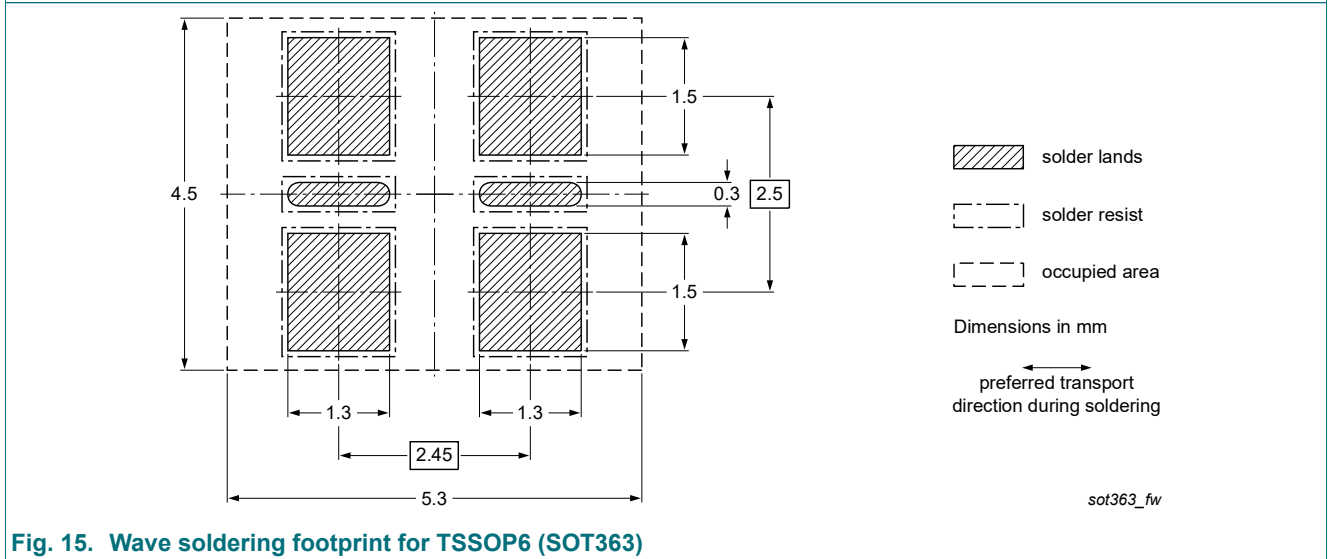 1.5
4.5
0.3
2.5
1.5
1.3
1.3
2.45
5.3
solder lands
solder resist
occupied area
Dimensions in mm
preferred transport
direction during soldering
sot363_fw
Fig. 15. Wave soldering footprint for TSSOP6 (SOT363)